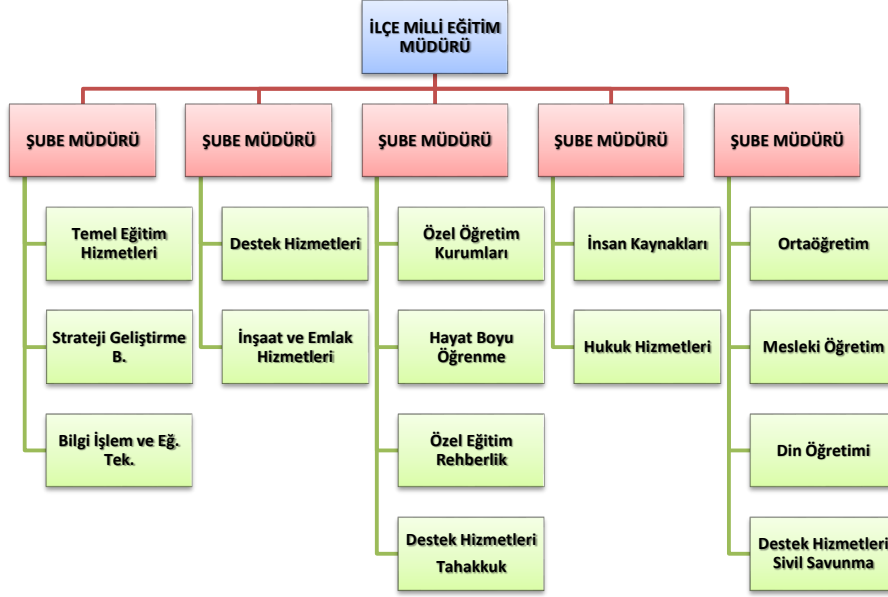 İLÇE MİLLİ EĞİTİM
MÜDÜRÜ
ŞUBE MÜDÜRÜ
Temel Eğitim
Hizmetleri
Strateji Geliştirme
B.
Bilgi İşlem ve Eğ.
Tek.
ŞUBE MÜDÜRÜ
Destek Hizmetleri
İnşaat ve Emlak
Hizmetleri
ŞUBE MÜDÜRÜ
Özel Öğretim
Kurumları
Hayat Boyu
Öğrenme
Özel Eğitim
Rehberlik
Destek Hizmetleri
Tahakkuk
ŞUBE MÜDÜRÜ
İnsan Kaynakları
Hukuk Hizmetleri
ŞUBE MÜDÜRÜ
Ortaöğretim
Mesleki Öğretim
Din Öğretimi
Destek Hizmetleri
Sivil Savunma